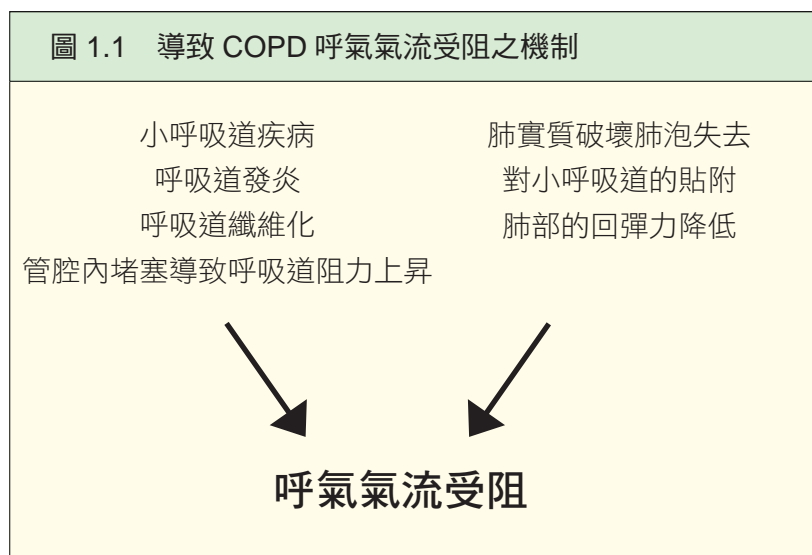 圖 1.1 導致 COPD 呼氣氣流受阻之機制
小呼吸道疾病
呼吸道發炎
呼吸道纖維化
管腔內堵塞導致呼吸道阻力上昇
肺實質破壞肺泡失去
對小呼吸道的貼附
肺部的回彈力降低
呼氣氣流受阻